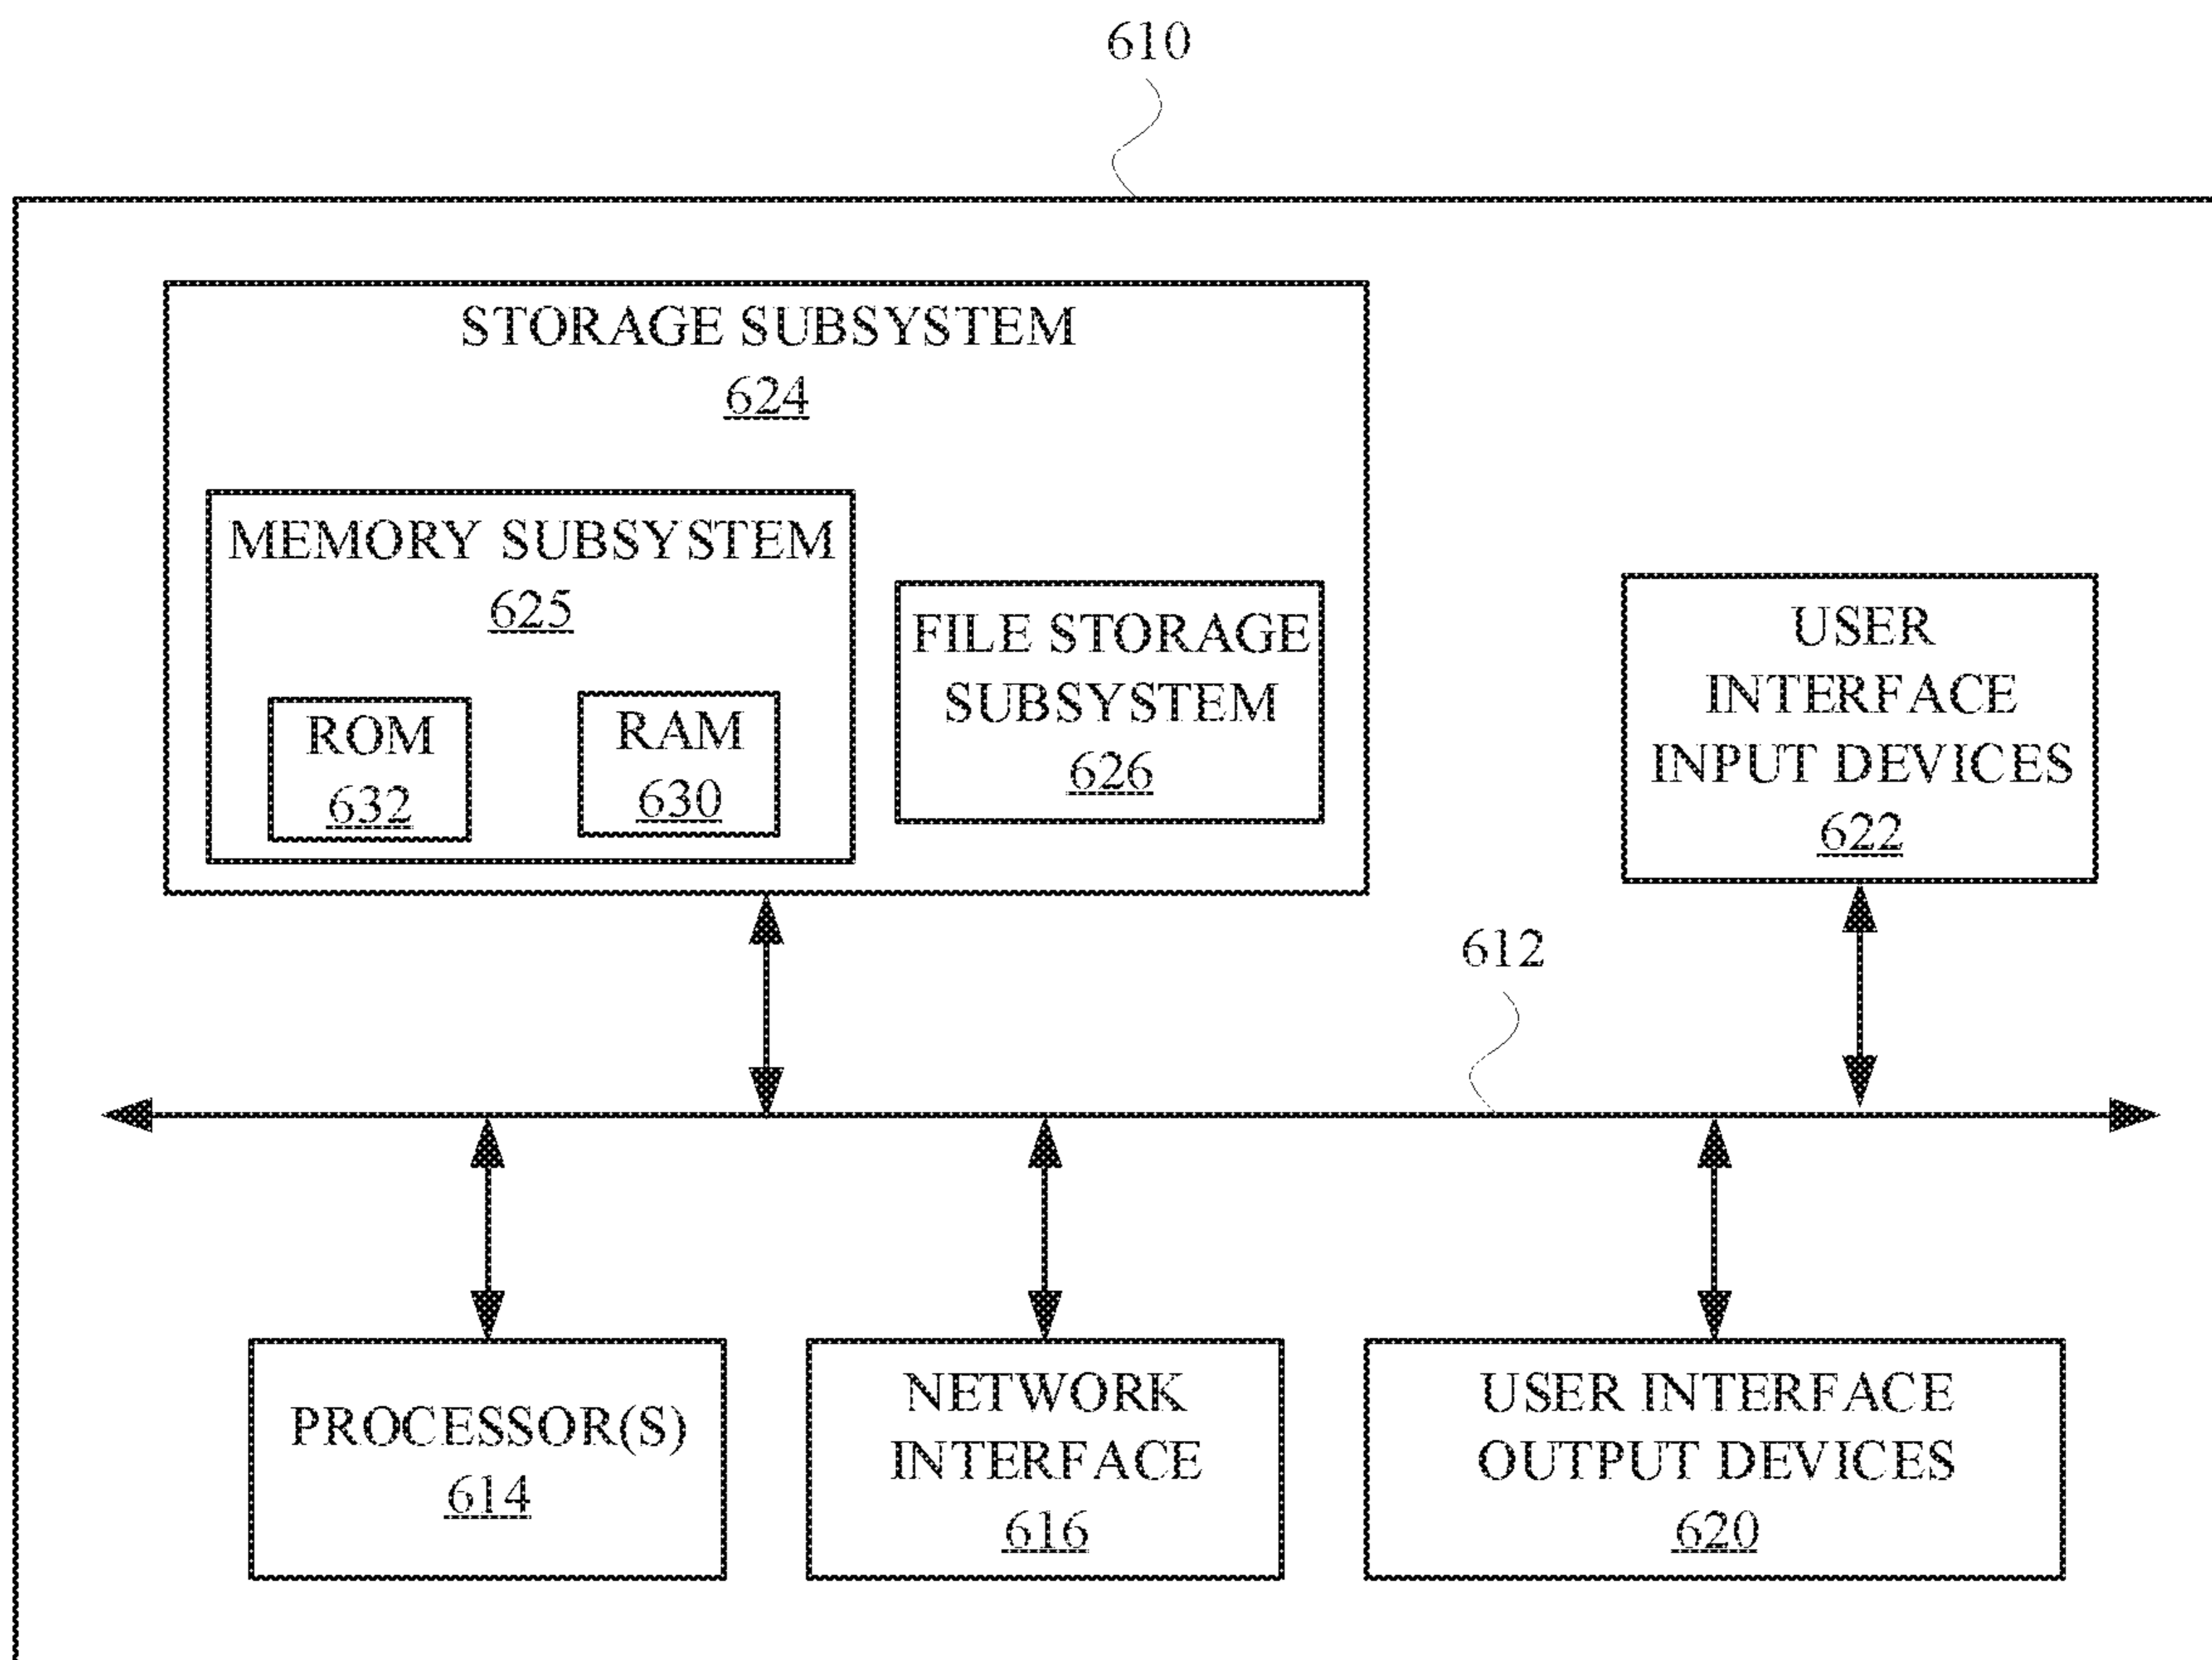 610
STORAGE SUBSYSTEM
624
MEMORY SUBSYSTEM
625
ROM
632
RAM
630
FILE STORAGE
SUBSYSTEM
626
USER
INTERFACE
INPUT DEVICES
622
612
PROCESSOR(S)
614
NETWORK
INTERFACE
616
USER INTERFACE
OUTPUT DEVICES
620